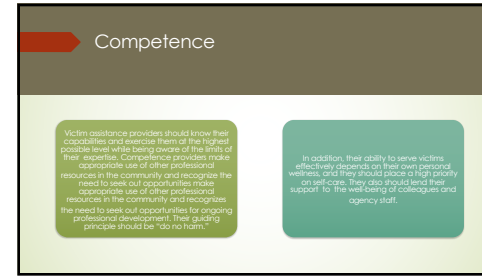 Competence
Victim assistance providers should know their
capabilities and exercise them at the highest
possible level while being aware of the limits of
their expertise. Competence providers make
appropriate use of other professional
resources in the community and recognize the
need to seek out opportunities make
appropriate use of other professional
resources in the community and recognizes
the need to seek out opportunities for ongoing
professional development. Their guiding
principle should be “do no harm.”
In addition, their ability to serve victims
effectively depends on their own personal
wellness, and they should place a high priority
on self-care. They also should lend their
support to the well-being of colleagues and
agency staff.